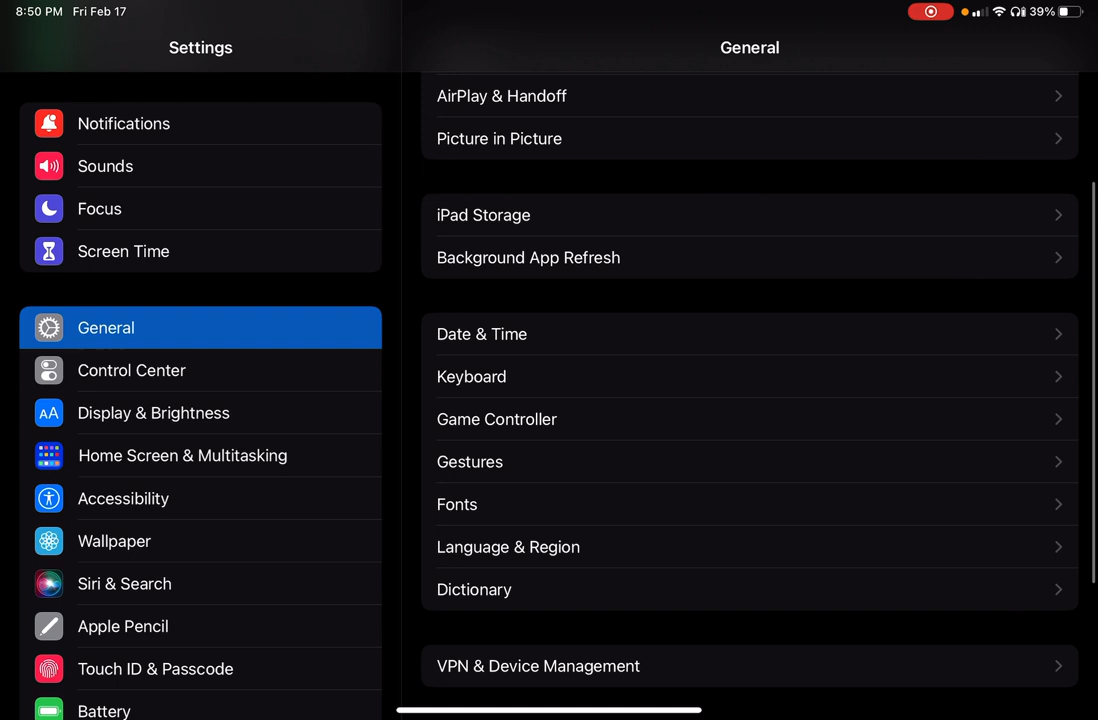 8:50 PM Fri Feb 17
39%
Settings
General
Notifications
Sounds
Focus
Screen Time
General
Control Center
AA
Display & Brightness
Home Screen & Multitasking
Accessibility
Wallpaper
Siri & Search
Apple Pencil
Touch ID & Passcode
Battery
AirPlay & Handoff
Picture in Picture
iPad Storage
Background App Refresh
Date & Time
Keyboard
Game Controller
Gestures
Fonts
Language & Region
Dictionary
VPN & Device Management